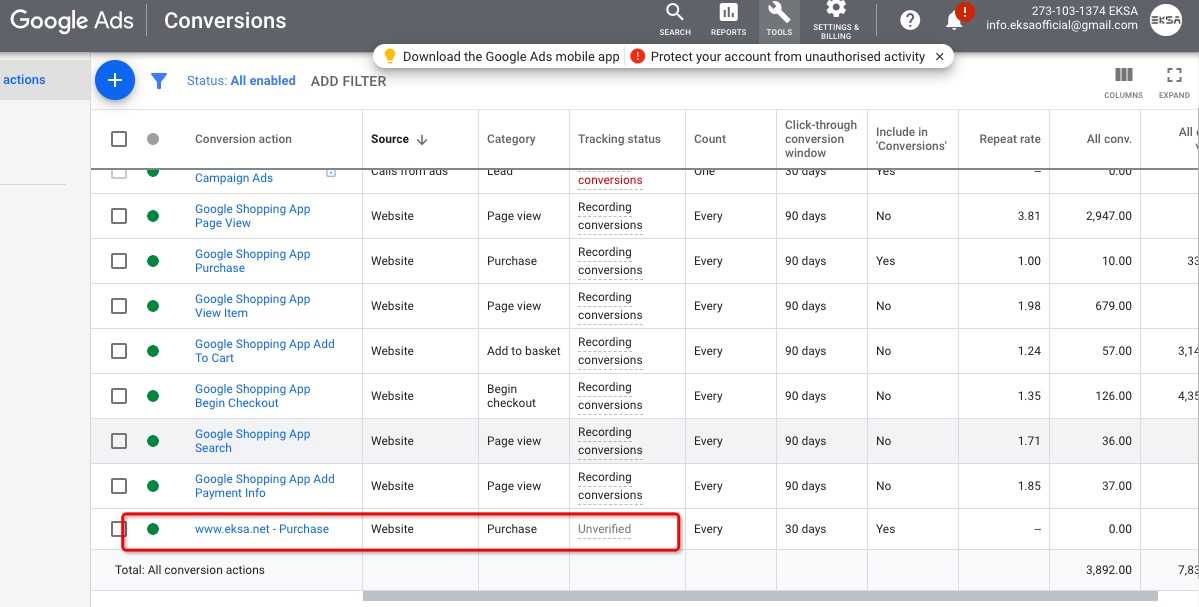 Google Ads Conversions
SEARCH
REPORTS
TOOLS
SETTINGS &
BILLING
?
!
273-103-1374 EKSA
info.eksaofficial@gmail.com
EKSA
Download the Google Ads mobile app ! Protect your account from unauthorised activity ×
actions
+
Status: All enabled ADD FILTER
COLUMNS
EXPAND
Conversion action
Source ↓
Category
Tracking status
Count
Click-through
conversion
window
Include in
'Conversions'
Repeat rate
All conv.
All
Campaign Ads Calls from ads Lead conversions One 30 days Yes -- 0.00
Google Shopping App
Page View
Website Page view
Recording
conversions
Every 90 days No 3.81 2,947.00
Google Shopping App
Purchase
Website Purchase
Recording
conversions
Every 90 days Yes 1.00 10.00 33
Google Shopping App
View Item
Website Page view
Recording
conversions
Every 90 days No 1.98 679.00
Google Shopping App Add
To Cart
Website Add to basket
Recording
conversions
Every 90 days No 1.24 57.00 3,14
Google Shopping App
Begin Checkout
Website
Begin
checkout
Recording
conversions
Every 90 days No 1.35 126.00 4,35
Google Shopping App
Search
Website Page view
Recording
conversions
Every 90 days No 1.71 36.00
Google Shopping App Add
Payment Info
Website Page view
Recording
conversions
Every 90 days No 1.85 37.00
www.eksa.net - Purchase Website Purchase Unverified Every 30 days Yes -- 0.00
Total: All conversion actions 3,892.00 7,83